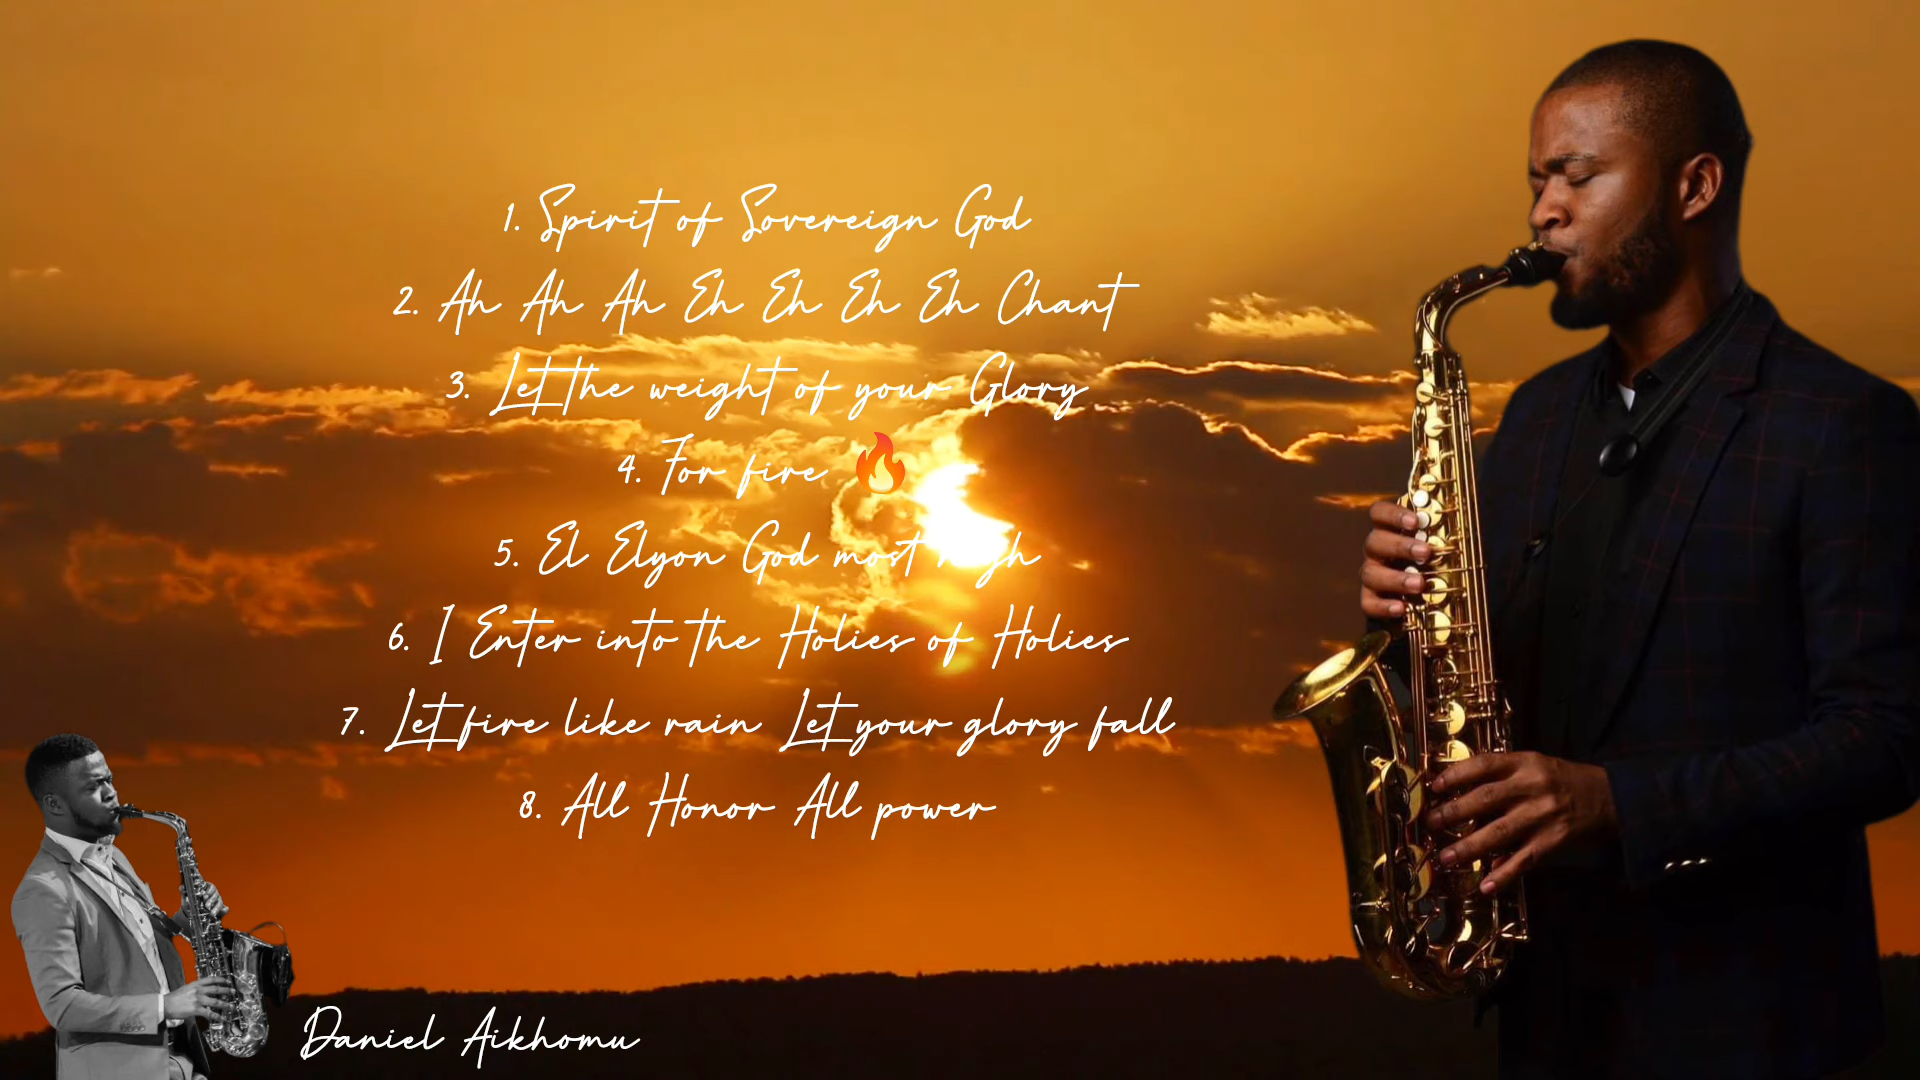 1. Spirit of Sovereign God
2. Ah Ah Ah Eh Eh Eh Eh Chant
3. Let the weight of your Glory
4. For fire 🔥
5. El Elyon God most high
6. I Enter into the Holies of Holies
7. Let fire like rain Let your glory fall
8. All Honor All power
Daniel Aikhomu